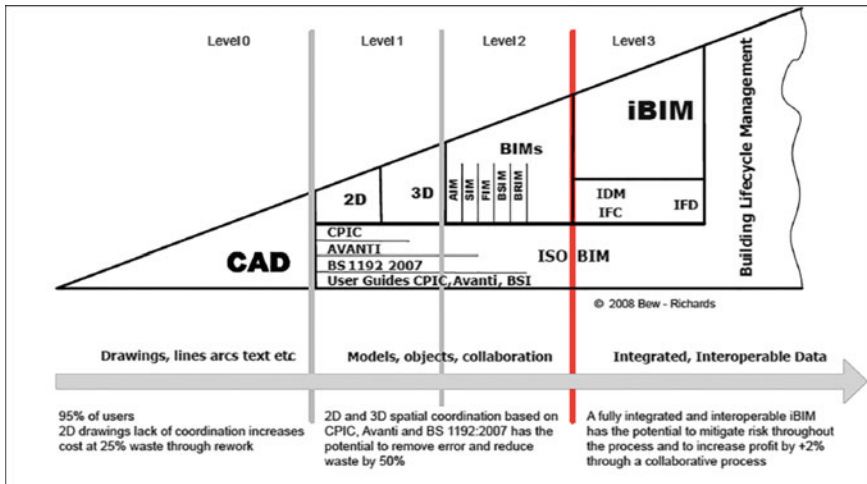 Level 0
Level 1
Level 2
Level 3
iBIM
BIMs
2D
3D
AIM
SIM
FIM
BSIM
BRIM
IDM
IFC
IFD
Building Lifecycle Management
CAD
CPIC
AVANTI
BS 1192 2007
User Guides CPIC, Avanti, BSI
ISO BIM
© 2008 Bew - Richards
Drawings, lines arcs text etc
Models, objects, collaboration
Integrated, Interoperable Data
95% of users
2D drawings lack of coordination increases
cost at 25% waste through rework
2D and 3D spatial coordination based on
CPIC, Avanti and BS 1192:2007 has the
potential to remove error and reduce
waste by 50%
A fully integrated and interoperable iBIM
has the potential to mitigate risk throughout
the process and to increase profit by +2%
through a collaborative process